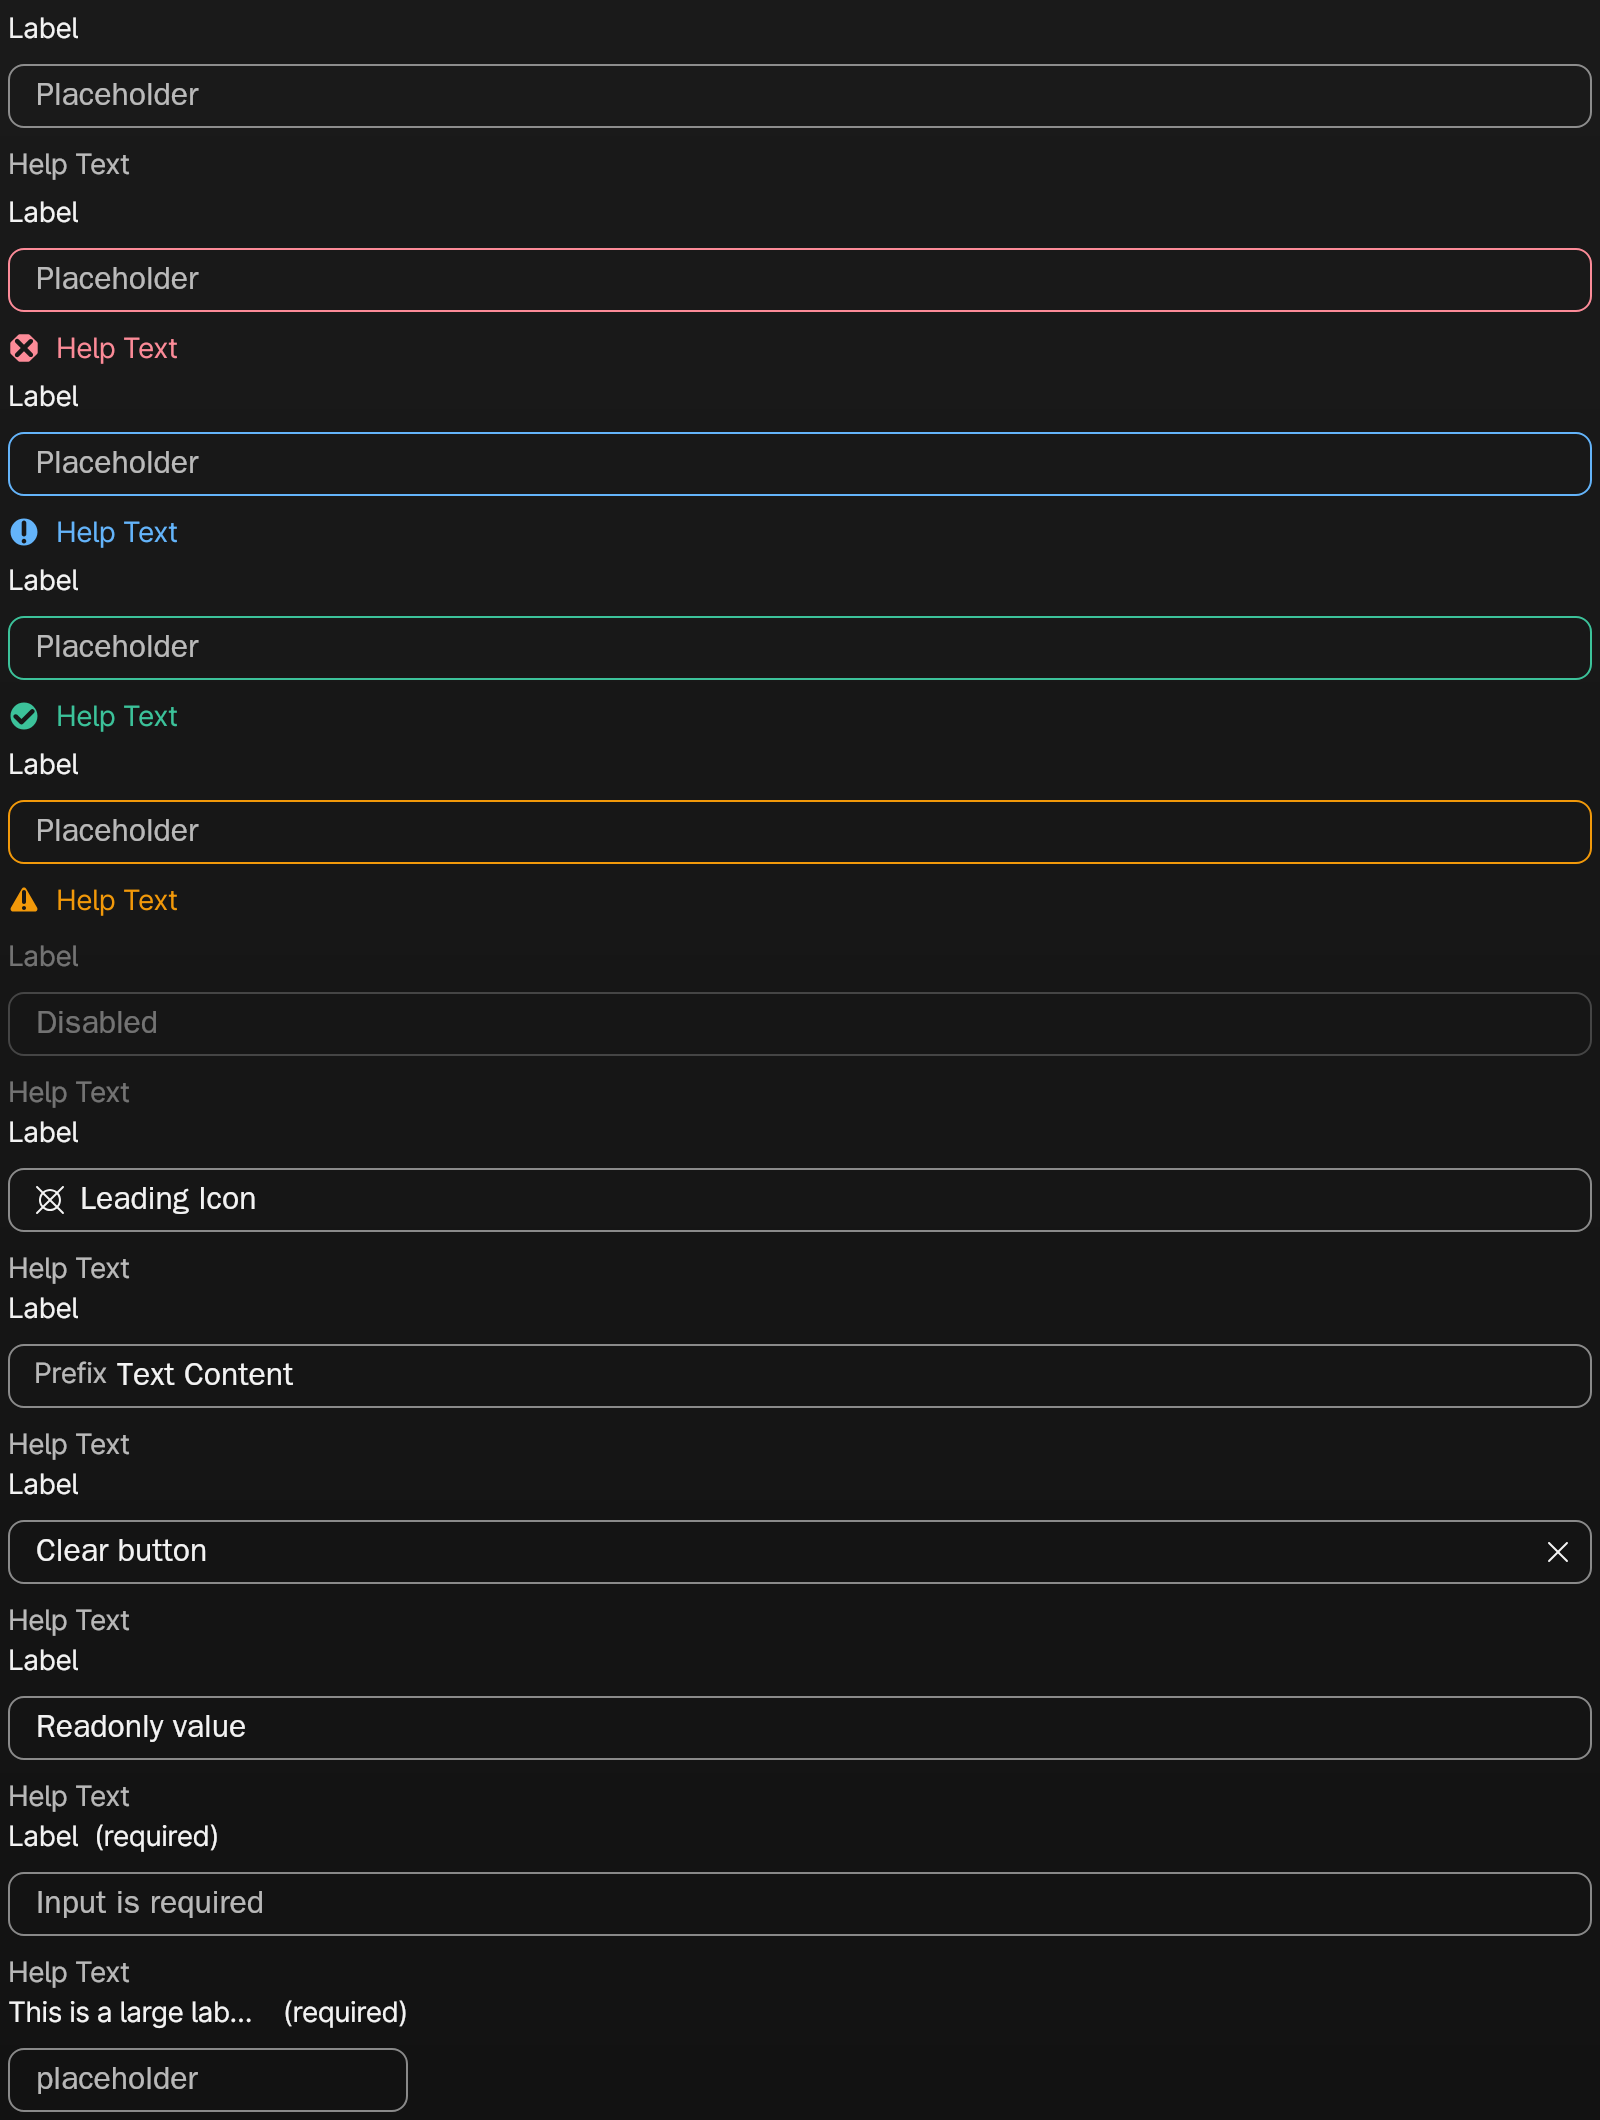 Label
Placeholder
Help Text
Label
Placeholder
Help Text
Label
Placeholder
Help Text
Label
Placeholder
Help Text
Label
Placeholder
Help Text
Label
Disabled
Help Text
Label
Leading Icon
Help Text
Label
Prefix Text Content
Help Text
Label
Clear button
Help Text
Label
Readonly value
Help Text
Label (required)
Input is required
Help Text
This is a large lab... (required)
placeholder